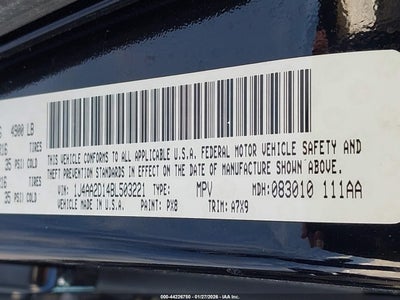 4900 LB
TIRES
35 PSI COLD
TIRES
35 PSI COLD
THIS VEHICLE CONFORMS TO ALL APPLICABLE U.S.A. FEDERAL MOTOR VEHICLE SAFETY AND
THEFT PREVENTION STANDARDS IN EFFECT ON THE DATE OF MANUFACTURE SHOWN ABOVE.
VIN: 1J4AA2D14BL503221 TYPE: MPV MDH: 083010 111AA
MADE IN U.S.A. PAINT: PX8 TRIM: A7X9
000-44226750 - 01/27/2026 - IAA Inc.